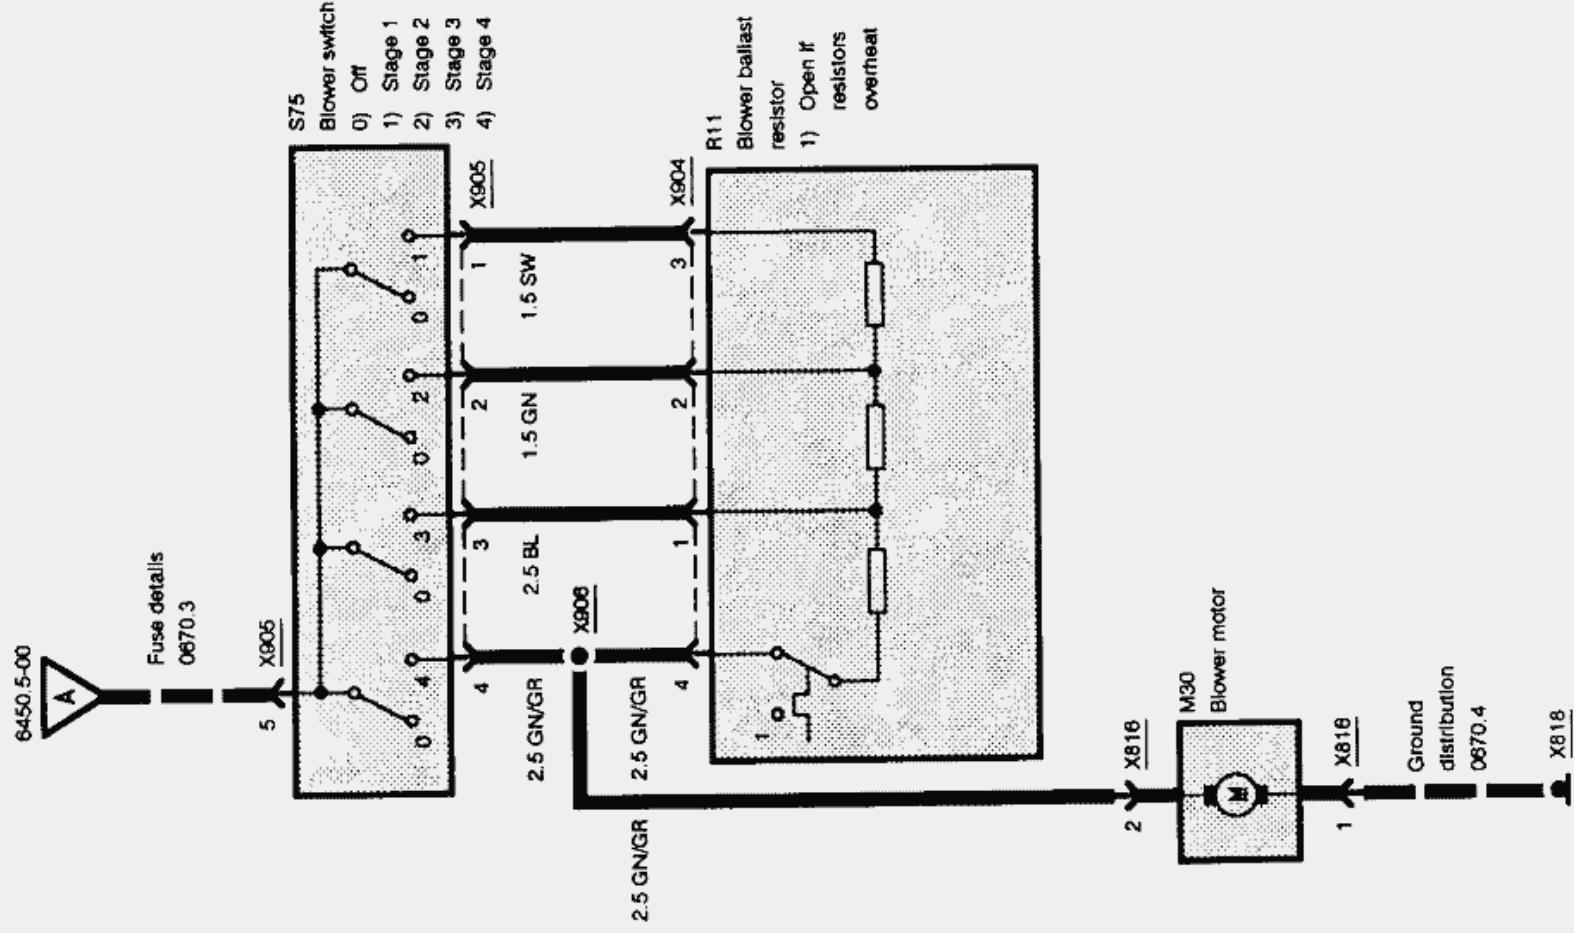 6450.5-00
A
Fuse details
0670.3
5
X905
S75
Blower switch
0) Off
1) Stage 1
2) Stage 2
3) Stage 3
4) Stage 4
0 4 0 3 0 2 0 1
4 3 2 1 X905
2.5 GN/GR
2.5 BL
1.5 GN
1.5 SW
X906
2.5 GN/GR
2.5 GN/GR
4 1 2 3 X904
R11
Blower ballast
resistor
1) Open if
resistors
overheat
1
2
X816
M30
Blower motor
M
1
X816
Ground
distribution
0670.4
X818